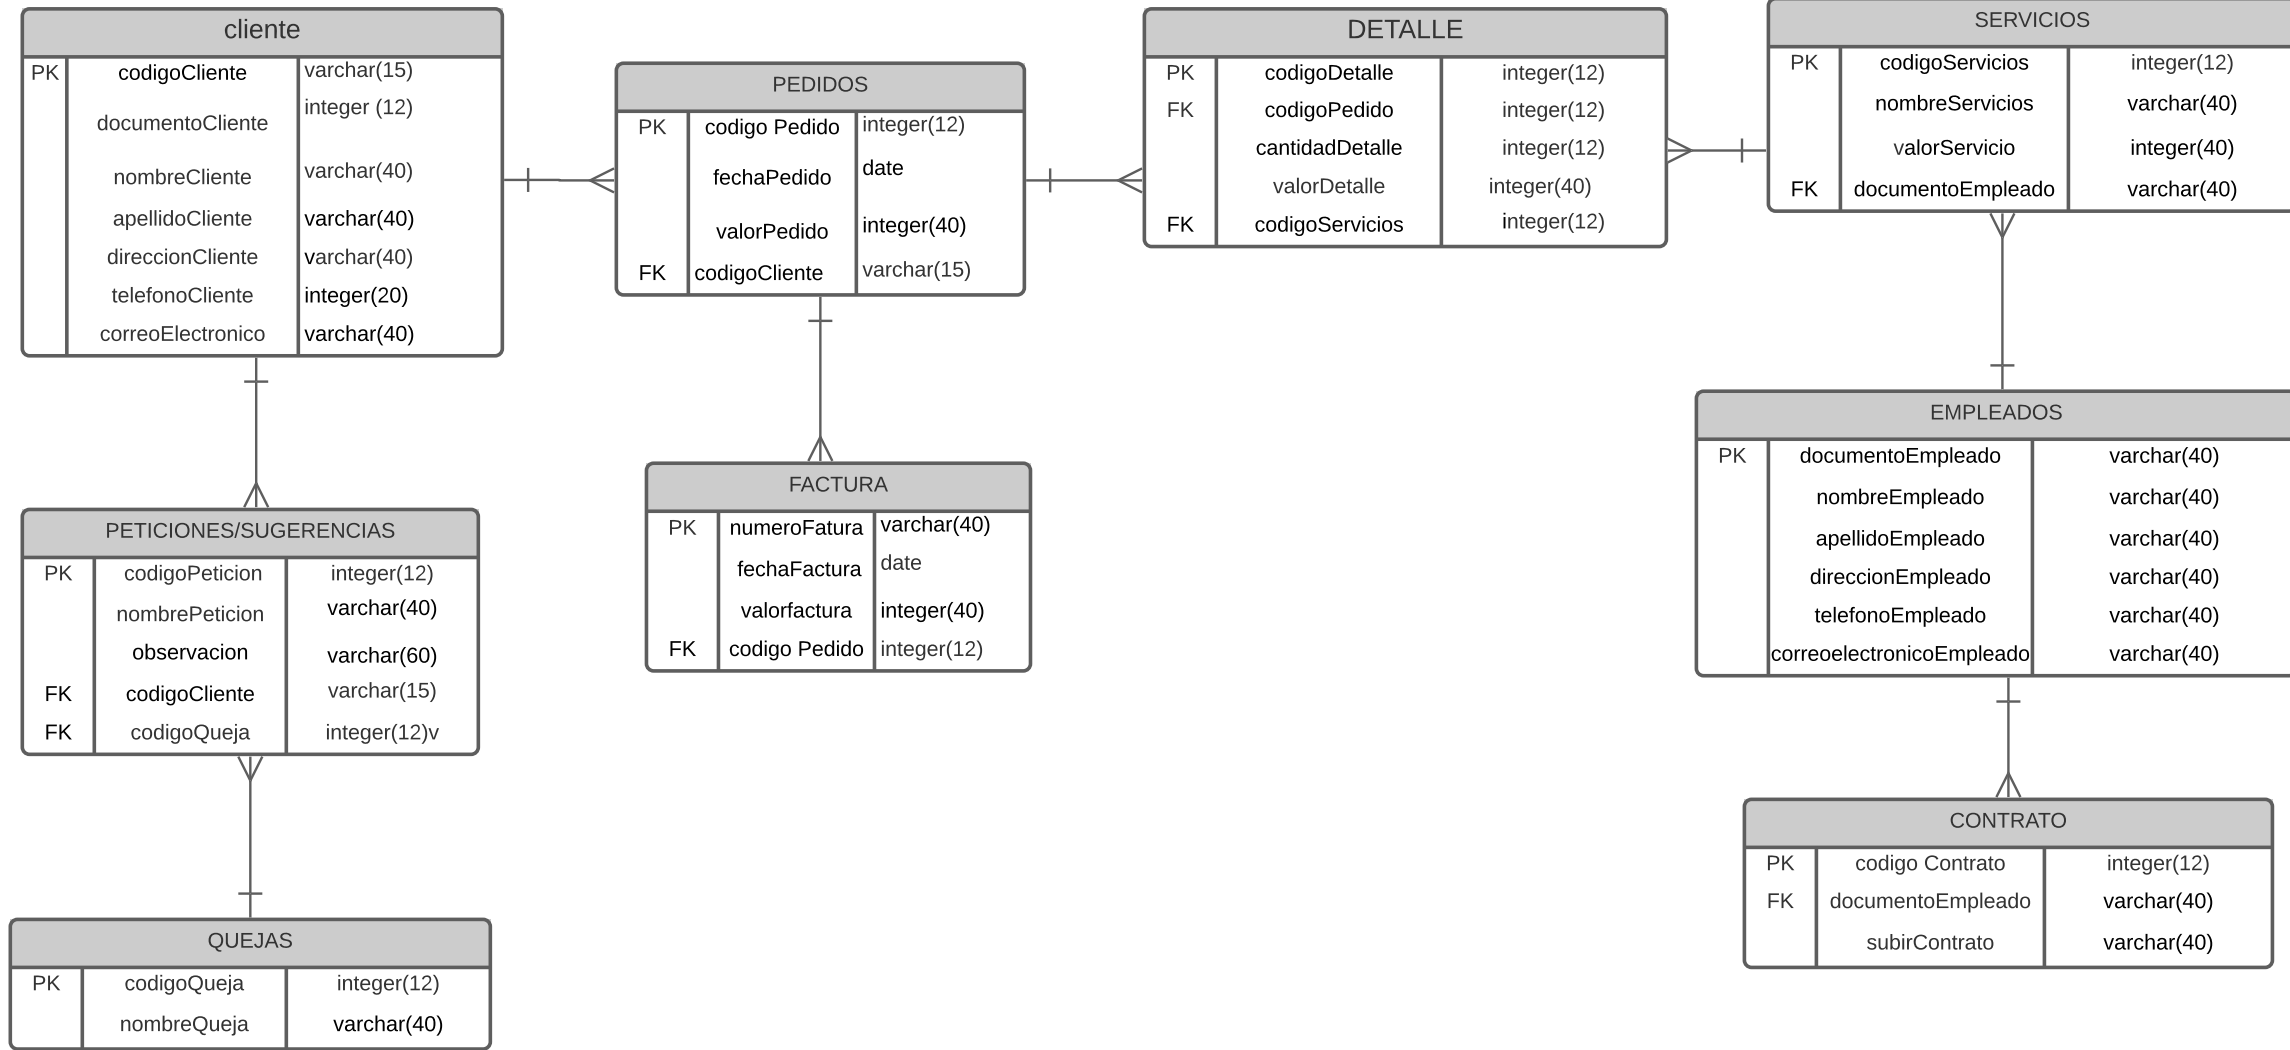 cliente
PK codigoCliente varchar(15)
documentoCliente integer (12)
nombreCliente varchar(40)
apellidoCliente varchar(40)
direccionCliente varchar(40)
telefonoCliente integer(20)
correoElectronico varchar(40)
PEDIDOS
PK codigo Pedido integer(12)
fechaPedido date
valorPedido integer(40)
FK codigoCliente varchar(15)
DETALLE
PK codigoDetalle integer(12)
FK codigoPedido integer(12)
cantidadDetalle integer(12)
valorDetalle integer(40)
FK codigoServicios integer(12)
SERVICIOS
PK codigoServicios integer(12)
nombreServicios varchar(40)
valorServicio integer(40)
FK documentoEmpleado varchar(40)
PETICIONES/SUGERENCIAS
PK codigoPeticion integer(12)
nombrePeticion varchar(40)
observacion varchar(60)
FK codigoCliente varchar(15)
FK codigoQueja integer(12)v
FACTURA
PK numeroFatura varchar(40)
fechaFactura date
valorfactura integer(40)
FK codigo Pedido integer(12)
EMPLEADOS
PK documentoEmpleado varchar(40)
nombreEmpleado varchar(40)
apellidoEmpleado varchar(40)
direccionEmpleado varchar(40)
telefonoEmpleado varchar(40)
correoelectronicoEmpleado varchar(40)
QUEJAS
PK codigoQueja integer(12)
nombreQueja varchar(40)
CONTRATO
PK codigo Contrato integer(12)
FK documentoEmpleado varchar(40)
subirContrato varchar(40)